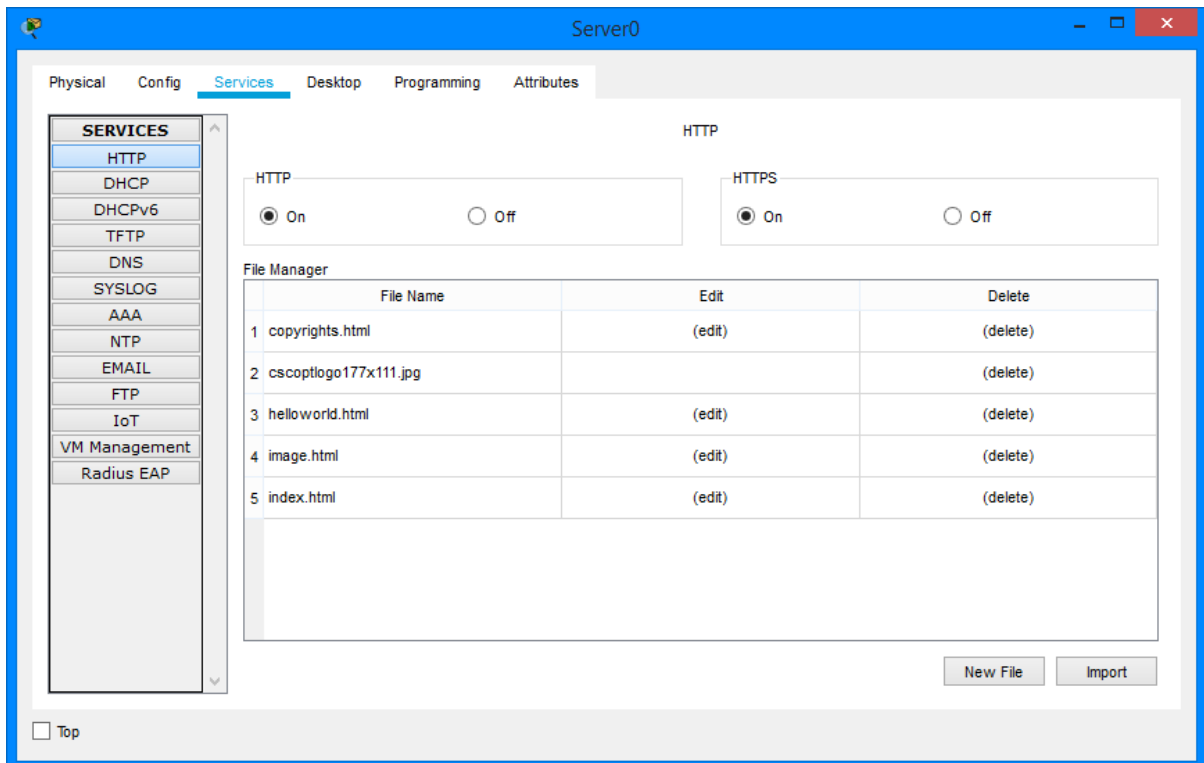 Server0
Physical Config Services Desktop Programming Attributes
SERVICES
HTTP
DHCP
DHCPv6
TFTP
DNS
SYSLOG
AAA
NTP
EMAIL
FTP
IoT
VM Management
Radius EAP
HTTP
HTTP
On Off
HTTPS
On Off
File Manager
File Name Edit Delete
1 copyrights.html (edit) (delete)
2 cscoptlogo177x111.jpg (delete)
3 helloworld.html (edit) (delete)
4 image.html (edit) (delete)
5 index.html (edit) (delete)
New File Import
Top